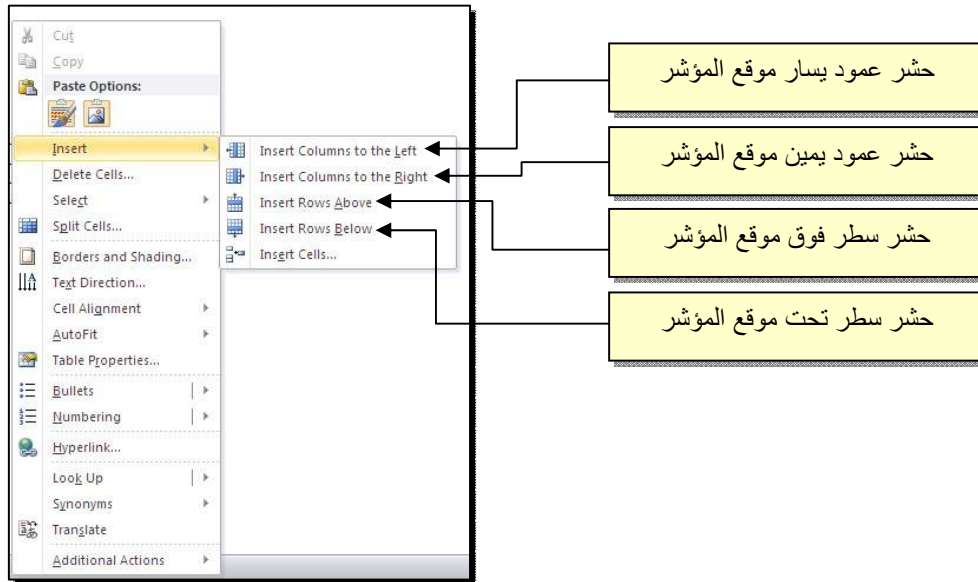 Cut
Copy
Paste Options:
Insert
Delete Cells...
Select
Split Cells...
Borders and Shading...
Text Direction...
Cell Alignment
AutoFit
Table Properties...
Bullets
Numbering
Hyperlink...
Look Up
Synonyms
Translate
Additional Actions
Insert Columns to the Left
Insert Columns to the Right
Insert Rows Above
Insert Rows Below
Insert Cells...
حشر عمود يسار موقع المؤشر
حشر عمود يمين موقع المؤشر
حشر سطر فوق موقع المؤشر
حشر سطر تحت موقع المؤشر